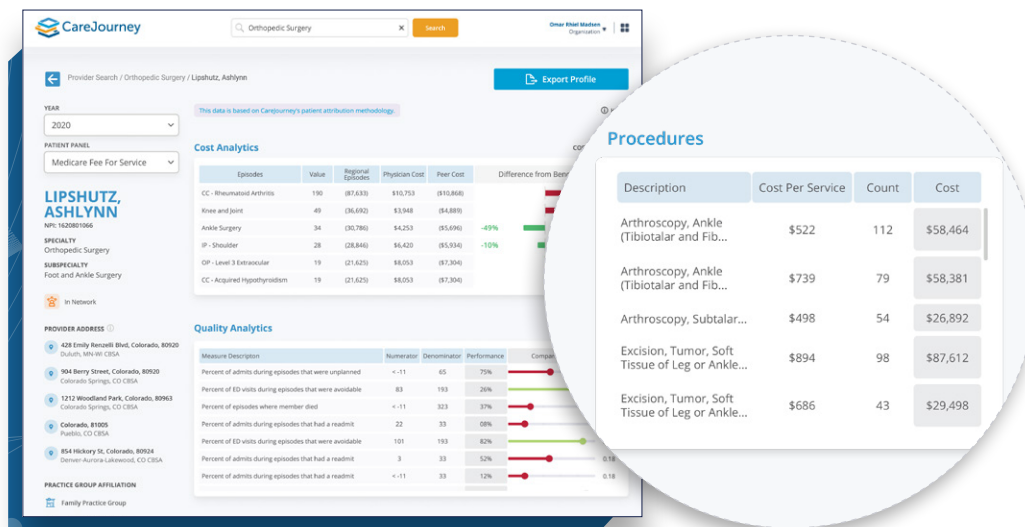 CareJourney
Orthopedic Surgery
Search
Omar Rhiel Madsen
Organization
Provider Search / Orthopedic Surgery / Lipshutz, Ashlynn
Export Profile
YEAR
2020
PATIENT PANEL
Medicare Fee For Service
LIPSHUTZ,
ASHLYNN
NPI: 1620801066
SPECIALTY
Orthopedic Surgery
SUBSPECIALTY
Foot and Ankle Surgery
In Network
PROVIDER ADDRESS
428 Emily Renzelli Blvd, Colorado, 80920
Duluth, MN-WI CBSA
904 Berry Street, Colorado, 80920
Colorado Springs, CO CBSA
1212 Woodland Park, Colorado, 80963
Colorado Springs, CO CBSA
Colorado, 81005
Pueblo, CO CBSA
854 Hickory St, Colorado, 80924
Denver-Aurora-Lakewood, CO CBSA
PRACTICE GROUP AFFILIATION
Family Practice Group
This data is based on CareJourney's patient attribution methodology.
Cost Analytics
Episodes Value Regional Episodes Physician Cost Peer Cost Difference from
CC - Rheumatoid Arthritis 190 (87,633) $10,753 ($10,868)
Knee and Joint 49 (36,692) $3,948 ($4,889)
Ankle Surgery 34 (30,786) $4,253 ($5,696) -49%
IP - Shoulder 28 (28,846) $6,420 ($5,934) -10%
OP - Level 3 Extraocular 19 (21,625) $8,053 ($7,304)
CC - Acquired Hypothyroidism 19 (21,625) $8,053 ($7,304)
Quality Analytics
Measure Description Numerator Denominator Performance
Percent of admits during episodes that were unplanned < -11 65 75%
Percent of ED visits during episodes that were avoidable 83 193 26%
Percent of episodes where member died < -11 323 37%
Percent of admits during episodes that had a readmit 22 33 08%
Percent of ED visits during episodes that were avoidable 101 193 82%
Percent of admits during episodes that had a readmit 3 33 52% 0.18
Percent of admits during episodes that had a readmit < -11 33 12%
Procedures
Description Cost Per Service Count Cost
Arthroscopy, Ankle
(Tibiotalar and Fib... $522 112 $58,464
Arthroscopy, Ankle
(Tibiotalar and Fib... $739 79 $58,381
Arthroscopy, Subtalar... $498 54 $26,892
Excision, Tumor, Soft
Tissue of Leg or Ankle... $894 98 $87,612
Excision, Tumor, Soft
Tissue of Leg or Ankle... $686 43 $29,498